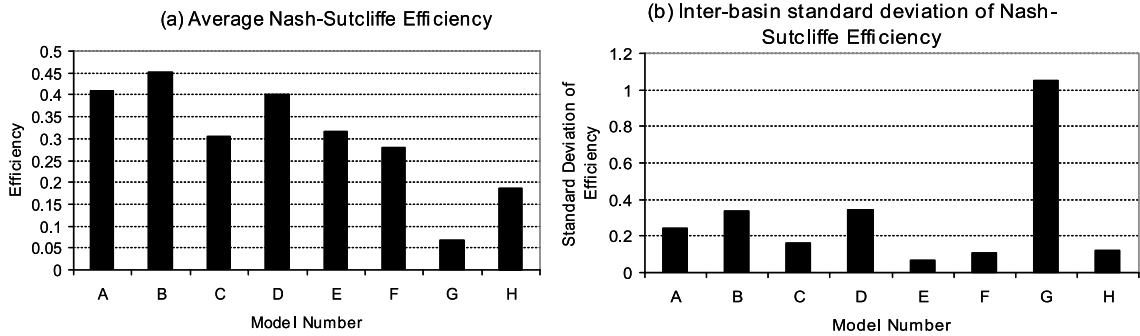 (a) Average Nash-Sutcliffe Efficiency
0.5
0.45
0.4
0.35
0.3
0.25
0.2
0.15
0.1
0.05
0
Efficiency
A B C D E F G H
Model Number
(b) Inter-basin standard deviation of Nash-
Sutcliffe Efficiency
1.2
1
0.8
0.6
0.4
0.2
0
Standard Deviation of
Efficiency
A B C D E F G H
Model Number